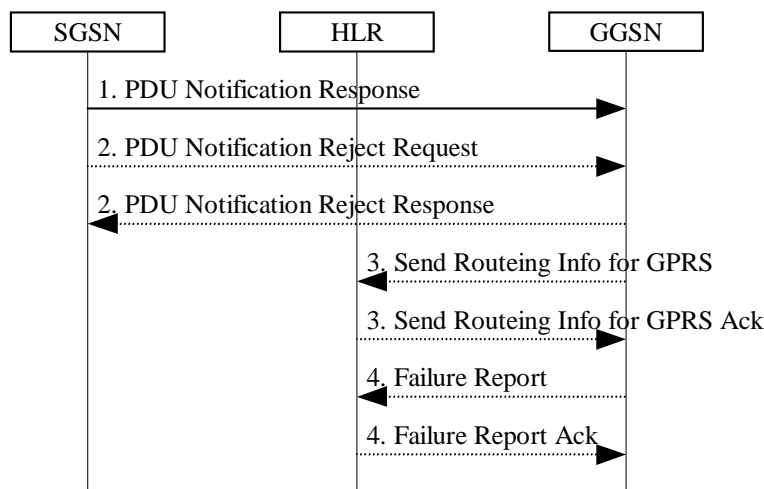 SGSN HLR GGSN
1. PDU Notification Response
2. PDU Notification Reject Request
2. PDU Notification Reject Response
3. Send Routeing Info for GPRS
3. Send Routeing Info for GPRS Ack
4. Failure Report
4. Failure Report Ack